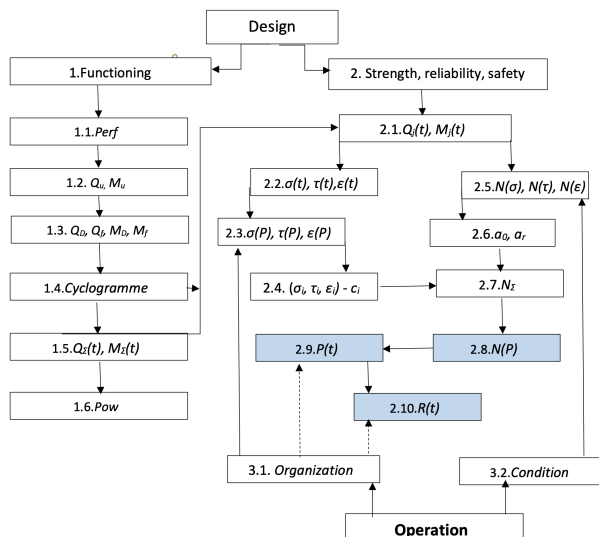 Design
1.Functioning
2. Strength, reliability, safety
1.1.Perf
2.1.Qj(t), Mj(t)
1.2. Qu, Mu
2.2.σ(t), τ(t),ε(t)
2.5.N(σ), N(τ), N(ε)
1.3. QD, Qf, MD, Mf
2.3.σ(P), τ(P), ε(P)
2.6.a0, ar
1.4.Cyclogramme
2.4. (σi, τi, εi) - ci
2.7.NΣ
1.5.QΣ(t), MΣ(t)
2.9.P(t)
2.8.N(P)
1.6.Pow
2.10.R(t)
3.1. Organization
3.2.Condition
Operation